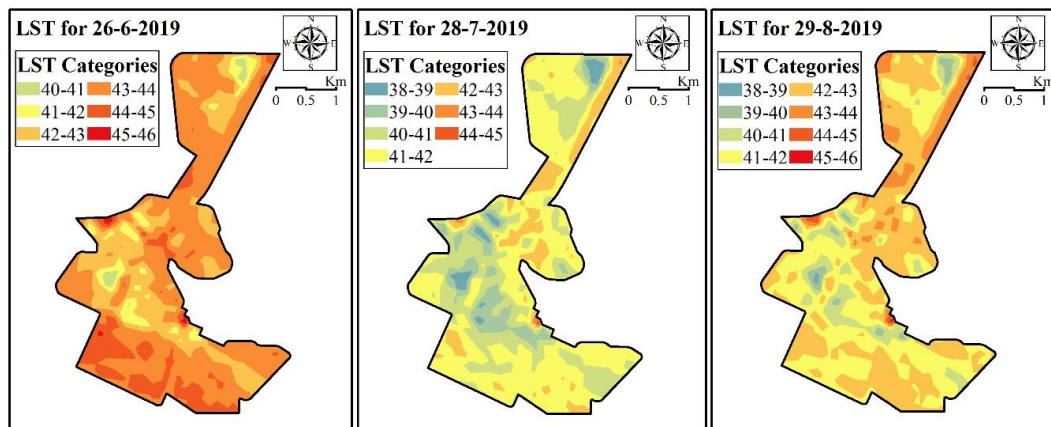 LST for 26-6-2019
N
W E
S
LST Categories
40-41 43-44
41-42 44-45
42-43 45-46
Km
0 0.5 1
LST for 28-7-2019
N
W E
S
LST Categories
38-39 42-43
39-40 43-44
40-41 44-45
41-42
Km
0 0.5 1
LST for 29-8-2019
N
W E
S
LST Categories
38-39 42-43
39-40 43-44
40-41 44-45
41-42 45-46
Km
0 0.5 1